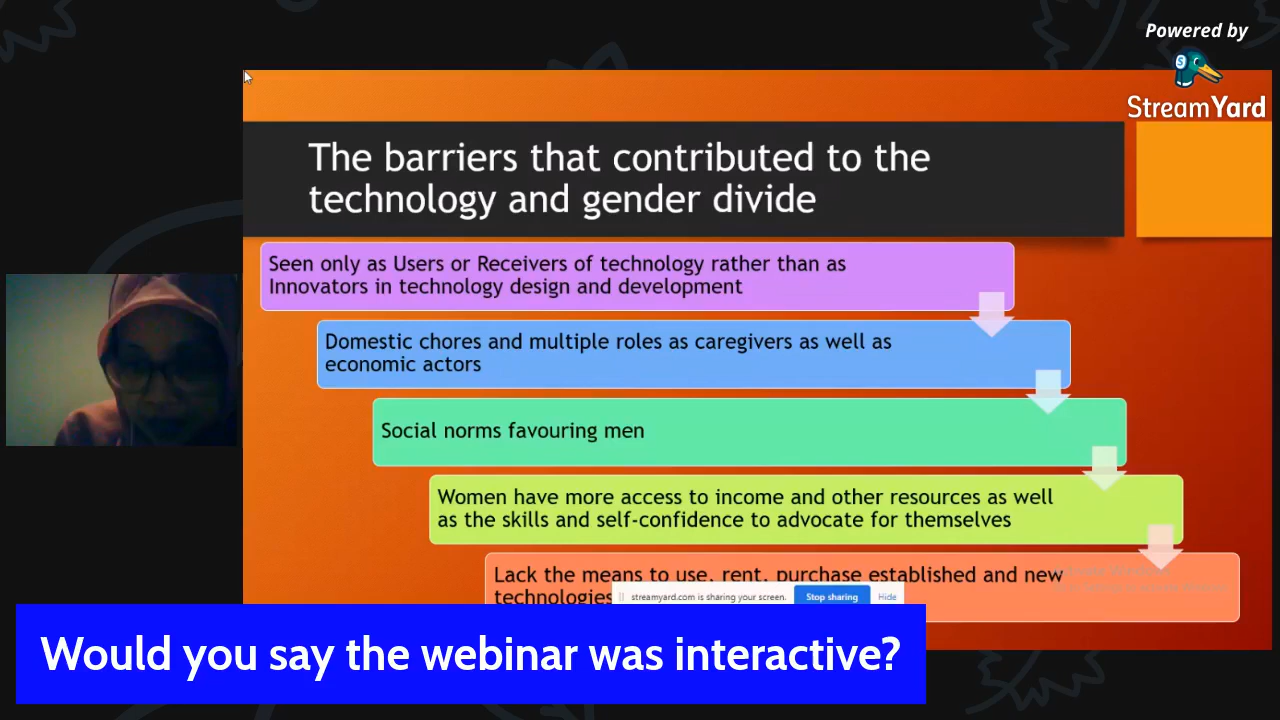 Powered by
StreamYard
The barriers that contributed to the
technology and gender divide
Seen only as Users or Receivers of technology rather than as
Innovators in technology design and development
Domestic chores and multiple roles as caregivers as well as
economic actors
Social norms favouring men
Women have more access to income and other resources as well
as the skills and self-confidence to advocate for themselves
Lack the means to use, rent, purchase established and new
technologies
streamyard.com is sharing your screen.
Stop sharing
Hide
Would you say the webinar was interactive?